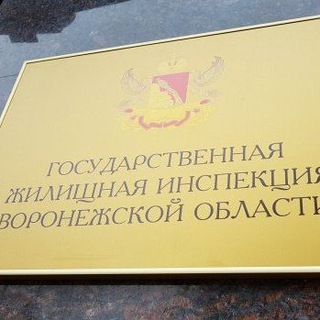 ГОСУДАРСТВЕННАЯ
ЖИЛИЩНАЯ ИНСПЕКЦИЯ
ВОРОНЕЖСКОЙ ОБЛАСТИ